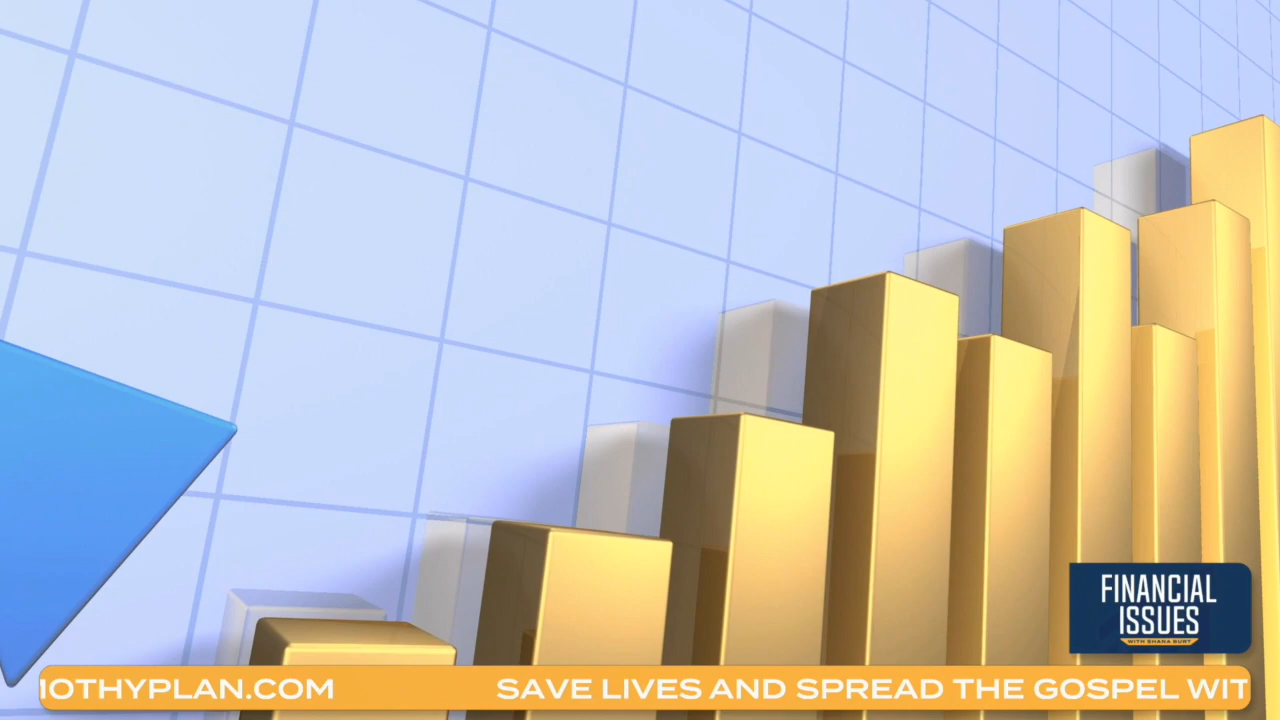 FINANCIAL
ISSUES
WITH SHANA BURT
IOTHYPLAN.COM SAVE LIVES AND SPREAD THE GOSPEL WIT